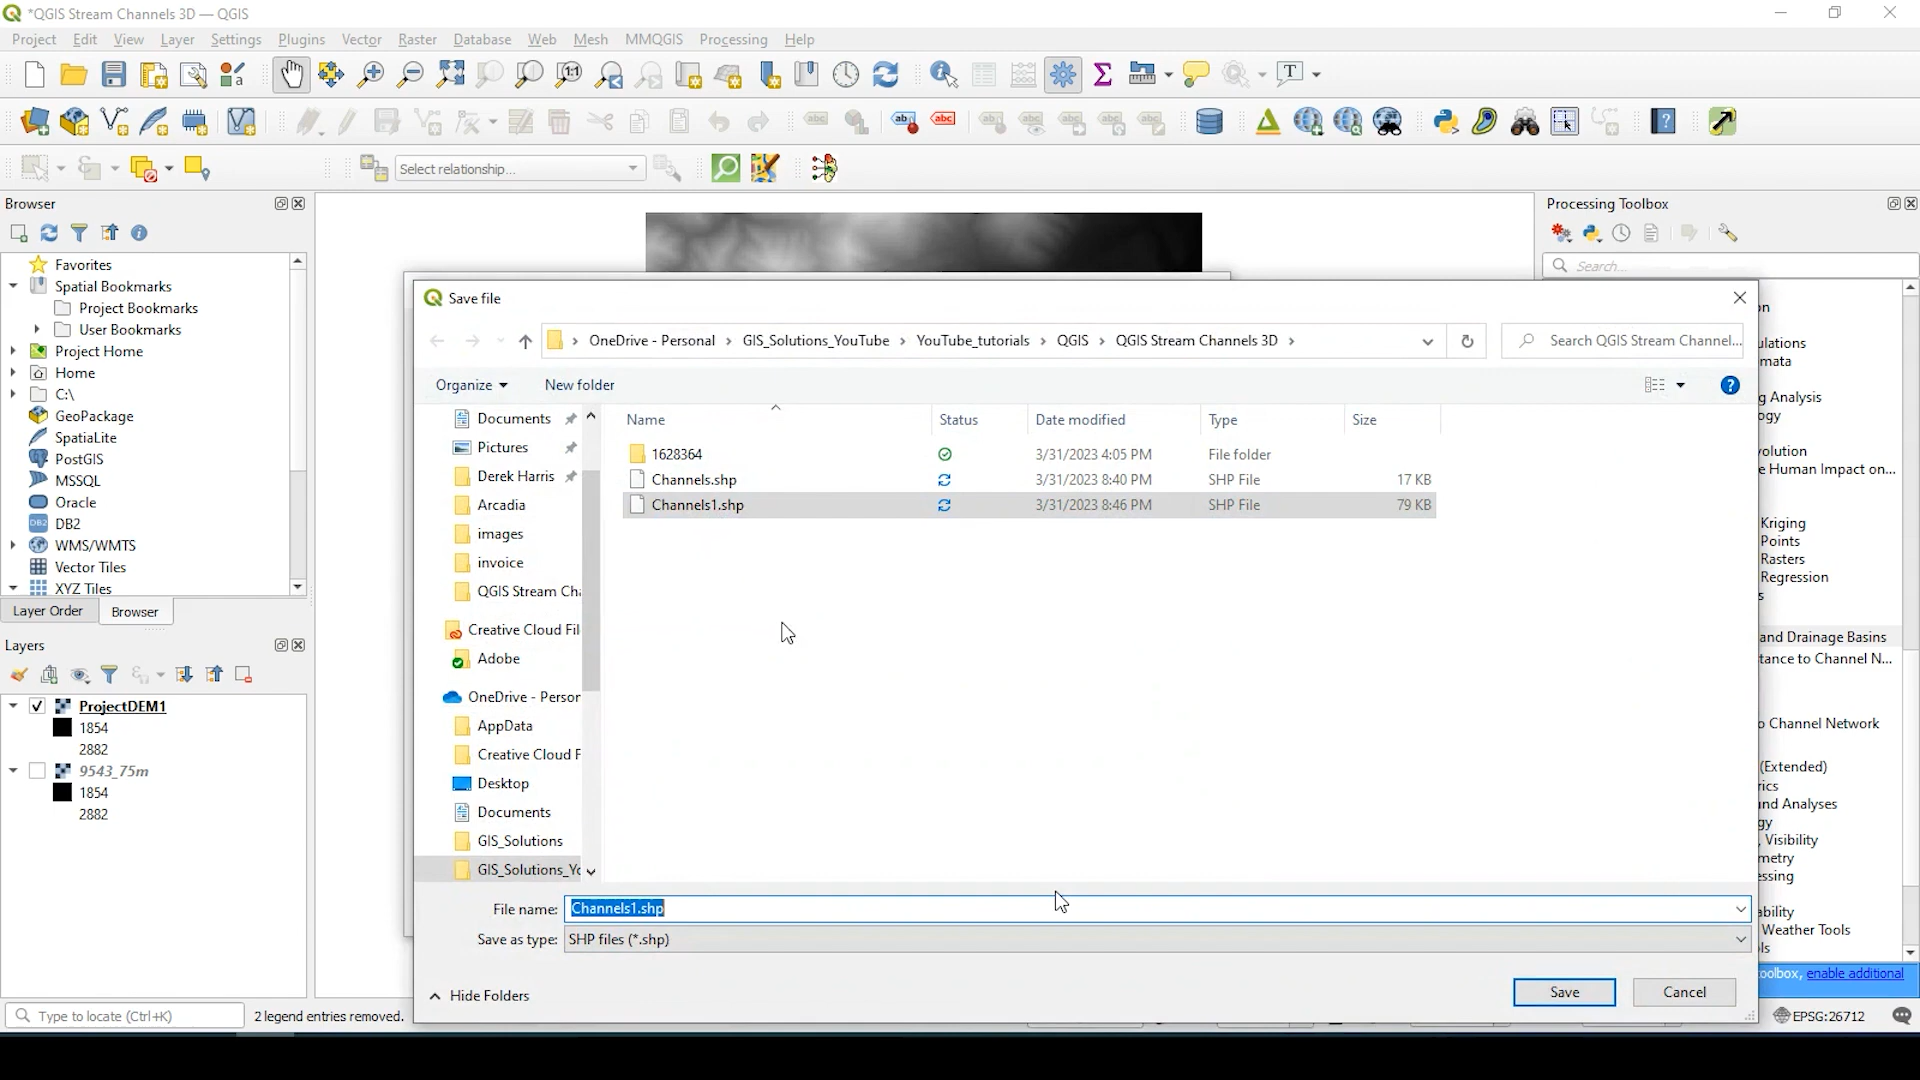 *QGIS Stream Channels 3D — QGIS
Project Edit View Layer Settings Plugins Vector Raster Database Web Mesh MMQGIS Processing Help
Select relationship...
Browser
Favorites
Spatial Bookmarks
Project Bookmarks
User Bookmarks
Project Home
Home
C:\
GeoPackage
SpatiaLite
PostGIS
MSSQL
Oracle
DB2
WMS/WMTS
Vector Tiles
XYZ Tiles
Layer Order Browser
Layers
ProjectDEM1
1854
2882
9543_75m
1854
2882
Type to locate (Ctrl+K) 2 legend entries removed.
Save file
OneDrive - Personal › GIS_Solutions_YouTube › YouTube_tutorials › QGIS › QGIS Stream Channels 3D ›
Search QGIS Stream Channel...
Organize New folder
Documents
Pictures
Derek Harris
Arcadia
images
invoice
QGIS Stream Cha
Creative Cloud Fil
Adobe
OneDrive - Person
AppData
Creative Cloud F
Desktop
Documents
GIS_Solutions
GIS_Solutions_Yo
Name Status Date modified Type Size
1628364 3/31/2023 4:05 PM File folder
Channels.shp 3/31/2023 8:40 PM SHP File 17 KB
Channels1.shp 3/31/2023 8:46 PM SHP File 79 KB
File name: Channels1.shp
Save as type: SHP files (*.shp)
Hide Folders
Save Cancel
Processing Toolbox
Search...
on
ulations
mata
g Analysis
ogy
volution
e Human Impact on...
Kriging
Points
Rasters
Regression
s
and Drainage Basins
tance to Channel N...
o Channel Network
(Extended)
rics
and Analyses
gy
, Visibility
metry
essing
ability
Weather Tools
ls
oolbox, enable additional
EPSG:26712